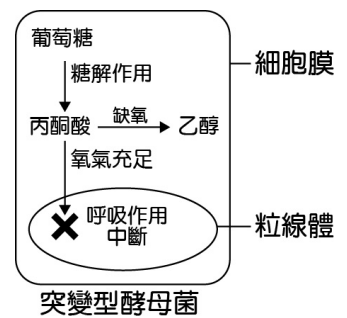 葡萄糖
細胞膜
糖解作用
丙酮酸
缺氧
乙醇
氧氣充足
呼吸作用
中斷
粒線體
突變型酵母菌